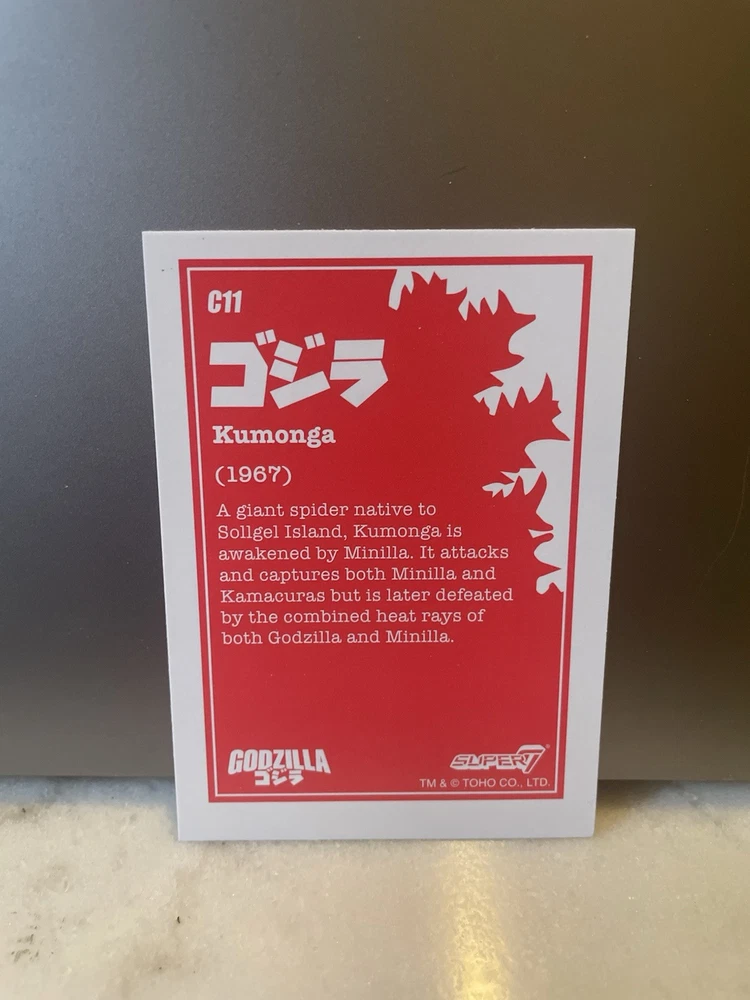 C11
ゴジラ
Kumonga
(1967)
A giant spider native to
Sollgel Island, Kumonga is
awakened by Minilla. It attacks
and captures both Minilla and
Kamacuras but is later defeated
by the combined heat rays of
both Godzilla and Minilla.
GODZILLA
ゴジラ
SUPER7®
TM & © TOHO CO., LTD.